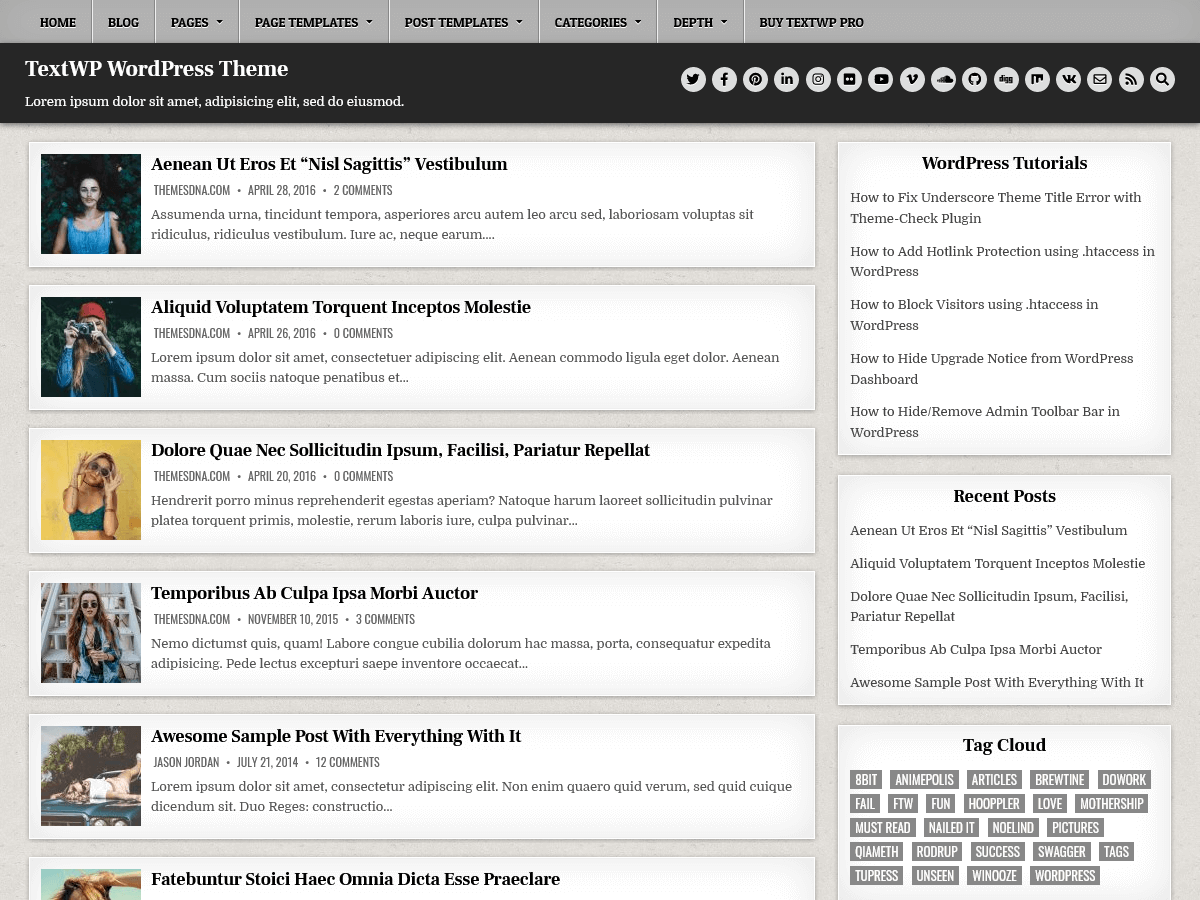 HOME BLOG PAGES PAGE TEMPLATES POST TEMPLATES CATEGORIES DEPTH BUY TEXTWP PRO
TextWP WordPress Theme
Lorem ipsum dolor sit amet, adipisicing elit, sed do eiusmod.
digg
Aenean Ut Eros Et “Nisl Sagittis” Vestibulum
THEMESDNA.COM • APRIL 28, 2016 • 2 COMMENTS
Assumenda urna, tincidunt tempora, asperiores arcu autem leo arcu sed, laboriosam voluptas sit
ridiculus, ridiculus vestibulum. Iure ac, neque earum....
Aliquid Voluptatem Torquent Inceptos Molestie
THEMESDNA.COM • APRIL 26, 2016 • 0 COMMENTS
Lorem ipsum dolor sit amet, consectetuer adipiscing elit. Aenean commodo ligula eget dolor. Aenean
massa. Cum sociis natoque penatibus et...
Dolore Quae Nec Sollicitudin Ipsum, Facilisi, Pariatur Repellat
THEMESDNA.COM • APRIL 20, 2016 • 0 COMMENTS
Hendrerit porro minus reprehenderit egestas aperiam? Natoque harum laoreet sollicitudin pulvinar
platea torquent primis, molestie, rerum laboris iure, culpa pulvinar...
Temporibus Ab Culpa Ipsa Morbi Auctor
THEMESDNA.COM • NOVEMBER 10, 2015 • 3 COMMENTS
Nemo dictumst quis, quam! Labore congue cubilia dolorum hac massa, porta, consequatur expedita
adipisicing. Pede lectus excepturi saepe inventore occaecat...
Awesome Sample Post With Everything With It
JASON JORDAN • JULY 21, 2014 • 12 COMMENTS
Lorem ipsum dolor sit amet, consectetur adipiscing elit. Non enim quaero quid verum, sed quid cuique
dicendum sit. Duo Reges: constructio...
Fatebuntur Stoici Haec Omnia Dicta Esse Praeclare
WordPress Tutorials
How to Fix Underscore Theme Title Error with
Theme-Check Plugin
How to Add Hotlink Protection using .htaccess in
WordPress
How to Block Visitors using .htaccess in
WordPress
How to Hide Upgrade Notice from WordPress
Dashboard
How to Hide/Remove Admin Toolbar Bar in
WordPress
Recent Posts
Aenean Ut Eros Et “Nisl Sagittis” Vestibulum
Aliquid Voluptatem Torquent Inceptos Molestie
Dolore Quae Nec Sollicitudin Ipsum, Facilisi,
Pariatur Repellat
Temporibus Ab Culpa Ipsa Morbi Auctor
Awesome Sample Post With Everything With It
Tag Cloud
8BIT ANIMEPOLIS ARTICLES BREWTINE DOWORK
FAIL FTW FUN HOOPPLER LOVE MOTHERSHIP
MUST READ NAILED IT NOELIND PICTURES
QIAMETH RODRUP SUCCESS SWAGGER TAGS
TUPRESS UNSEEN WINOOZE WORDPRESS